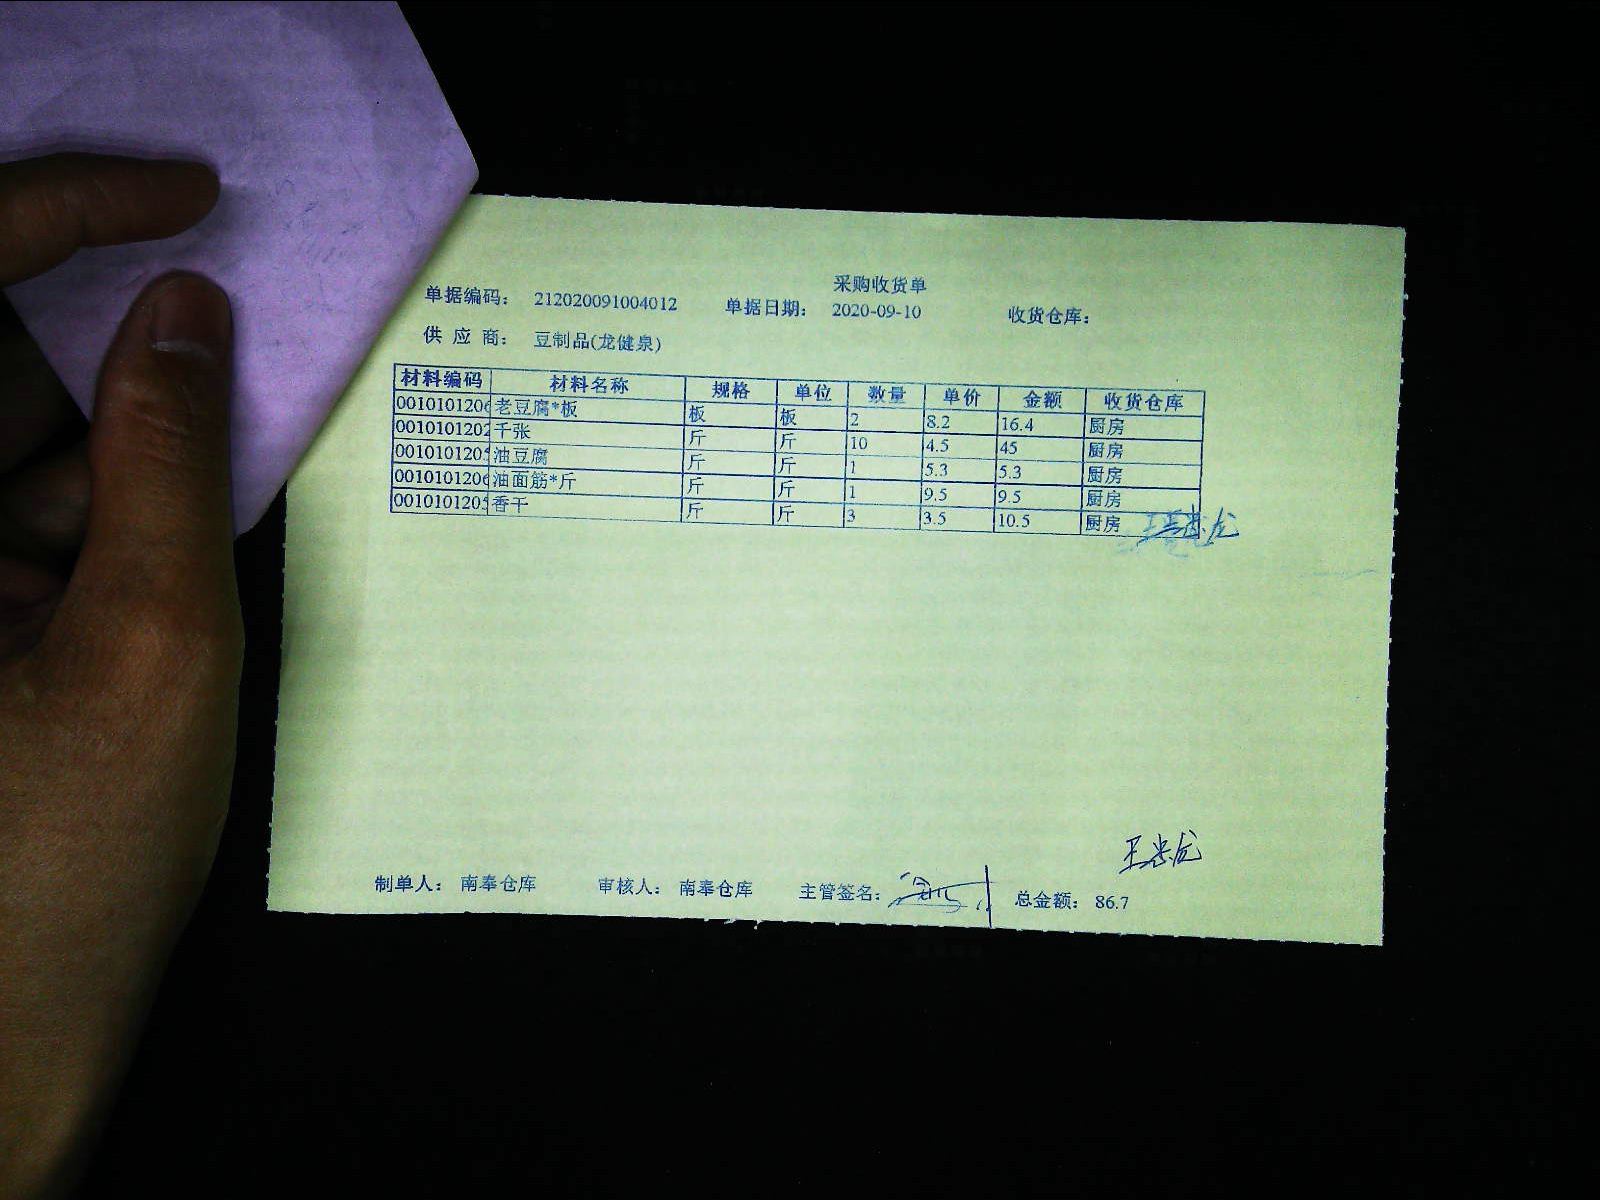 采购收货单
单据编码： 212020091004012 单据日期： 2020-09-10 收货仓库：
供 应 商： 豆制品(龙健泉)
材料编码 材料名称 规格 单位 数量 单价 金额 收货仓库
0010101206 老豆腐*板 板 板 2 8.2 16.4 厨房
0010101202 千张 斤 斤 10 4.5 45 厨房
001010120 油豆腐 斤 斤 1 5.3 5.3 厨房
0010101206 油面筋*斤 斤 斤 1 9.5 9.5 厨房
001010120 香干 斤 斤 3 3.5 10.5 厨房
制单人： 南奉仓库 审核人： 南奉仓库 主管签名： 总金额： 86.7